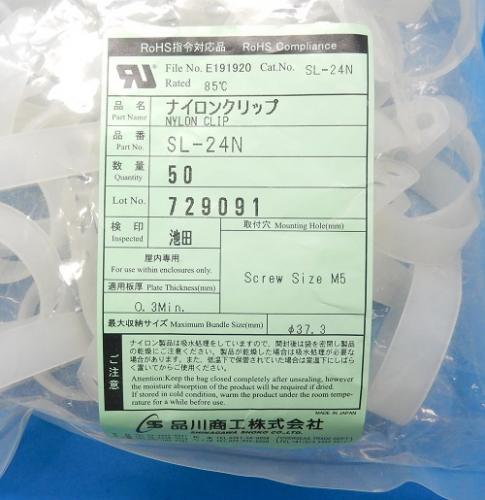 RoHS指令対応品 RoHS Compliance
File No. E191920 Cat.No. SL-24N
Rated 85℃
品名 ナイロンクリップ
Part Name NYLON CLIP
品番 SL-24N
Part No.
数量 50
Quantity
Lot No. 729091
検印 池田
Inspected
取付穴 Mounting Hole(mm)
屋内専用
For use within enclosures only.
Screw Size M5
適用板厚 Plate Thickness(mm)
0.3Min.
最大収納サイズ Maximum Bundle Size(mm)
φ37.3
ご注意
ナイロン製品は吸水処理をしていますので、開封後は袋を密閉し製品
の乾燥にご注意ください。製品が乾燥した場合は吸水処理が必要な
場合があります。また、低温下で保管されていた場合は室温下にしばら
く置いてからご使用ください。
Attention:Keep the bag closed completely after unsealing, however
the moisture absorption of the product will be required if dried.
If stored in cold condition, warm the product under the room tempe-
rature for a while before use.
MADE IN JAPAN
品川商工株式会社
SHINAGAWA SHOKO CO.,LTD.